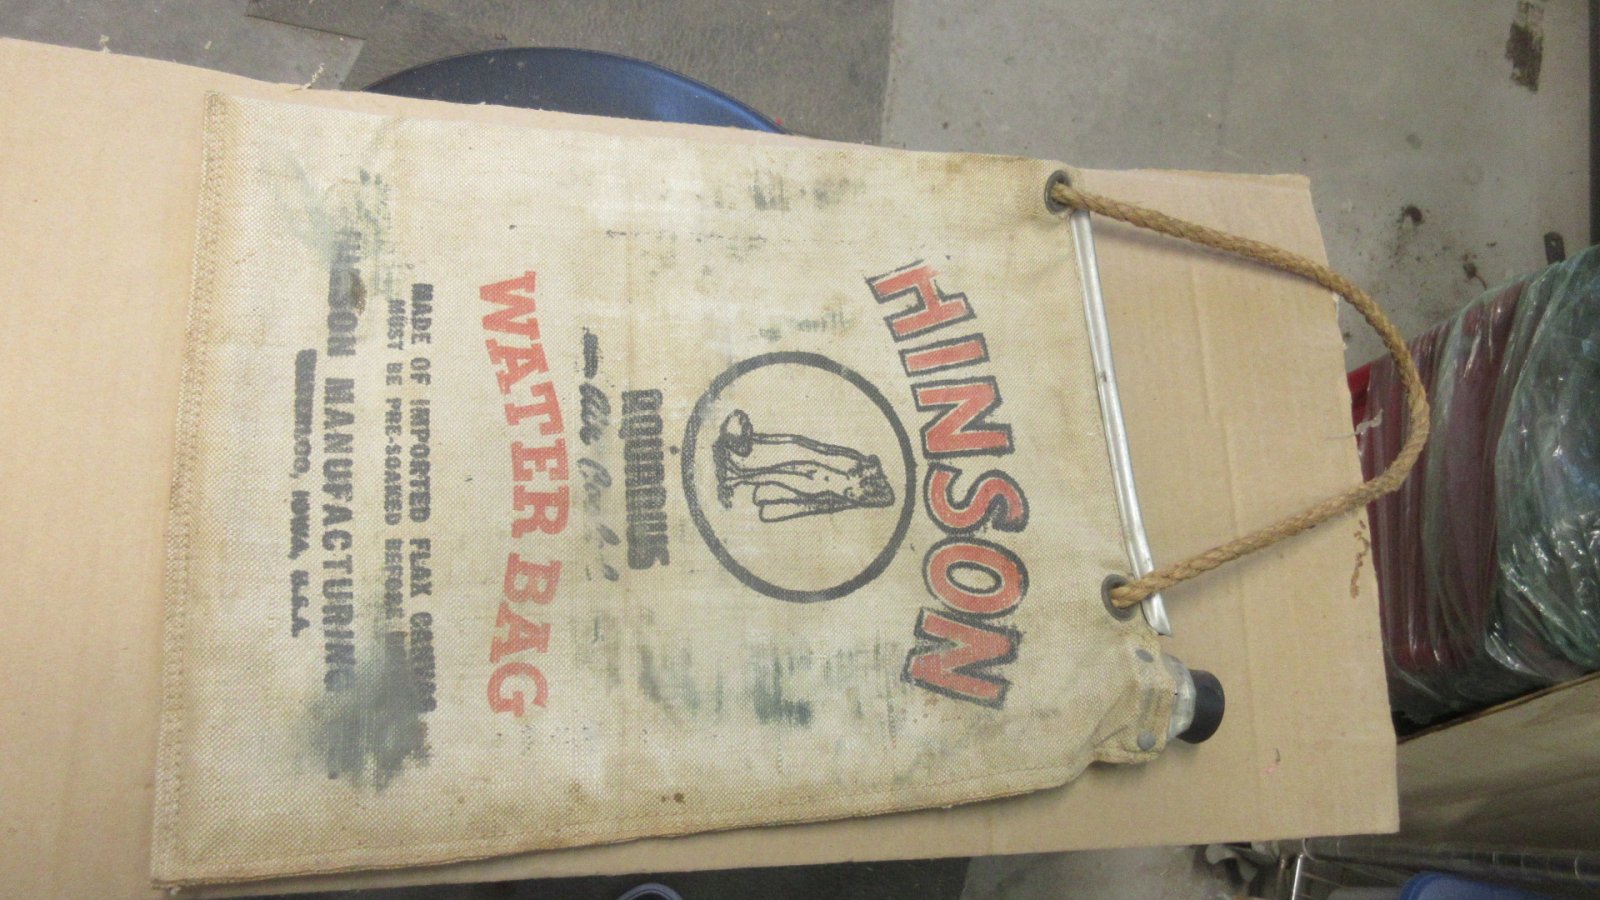 HINSON
AQUARIUS
WATER BAG
MADE OF IMPORTED FLAX CANVAS
MUST BE PRE-SOAKED BEFORE
HINSON MANUFACTURING
WATERLOO, IOWA, U.S.A.